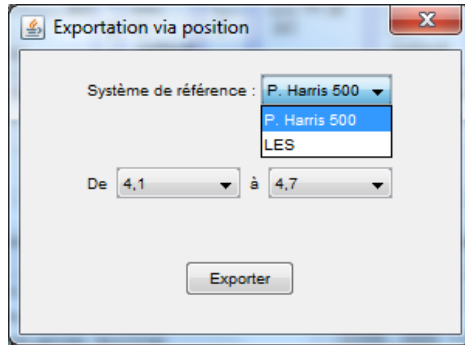 Exportation via position
Système de référence : P. Harris 500
P. Harris 500
LES
De 4,1 à 4,7
Exporter